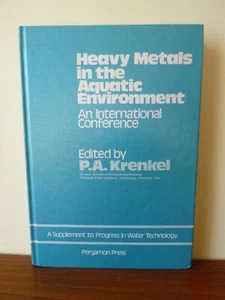 Heavy Metals
in the
Aquatic
Environment
An International
Conference
Edited by
P.A. Krenkel
A Supplement to Progress in Water Technology
Pergamon Press